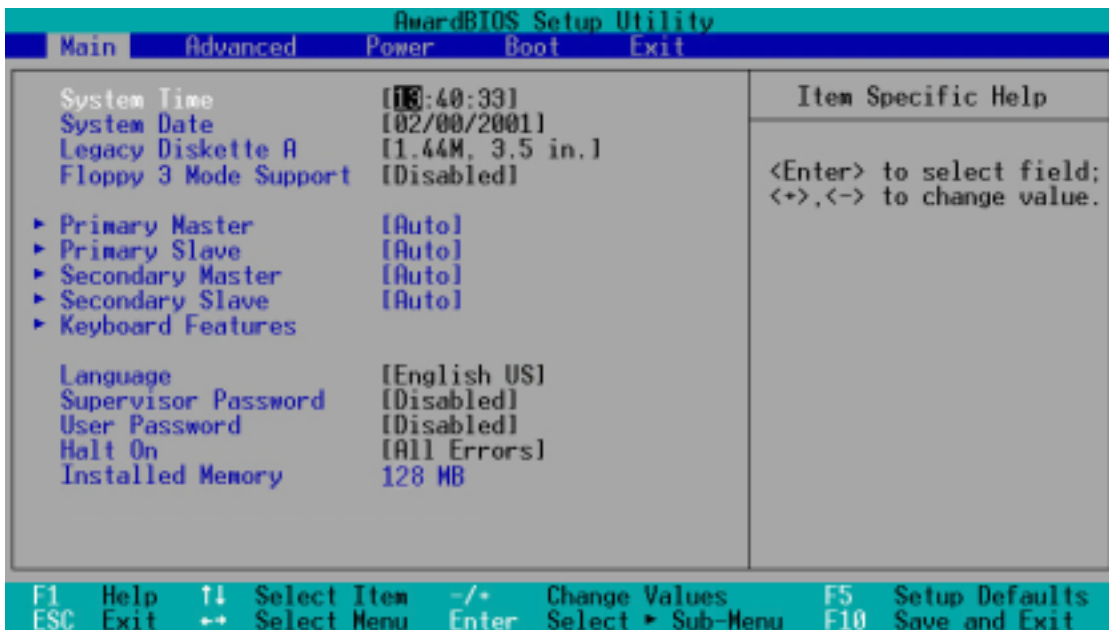 AwardBIOS Setup Utility
Main Advanced Power Boot Exit
System Time [13:40:33]
System Date [02/00/2001]
Legacy Diskette A [1.44M, 3.5 in.]
Floppy 3 Mode Support [Disabled]
▶ Primary Master [Auto]
▶ Primary Slave [Auto]
▶ Secondary Master [Auto]
▶ Secondary Slave [Auto]
▶ Keyboard Features
Language [English US]
Supervisor Password [Disabled]
User Password [Disabled]
Halt On [All Errors]
Installed Memory 128 MB
Item Specific Help
<Enter> to select field;
<+>,<-> to change value.
F1 Help ↑↓ Select Item -/+ Change Values F5 Setup Defaults
ESC Exit ←→ Select Menu Enter Select ▶ Sub-Menu F10 Save and Exit